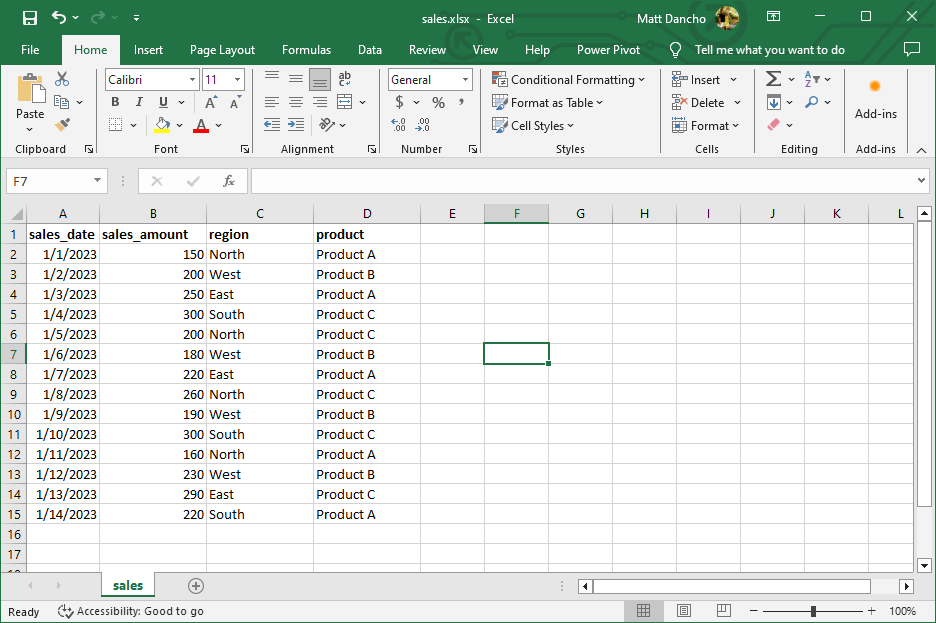 sales.xlsx - Excel
Matt Dancho
File Home Insert Page Layout Formulas Data Review View Help Power Pivot Tell me what you want to do
Paste
Calibri 11
B I U A A
A
ab
c
General
$ % ,
.00
.00
Conditional Formatting
Format as Table
Cell Styles
Insert
Delete
Format
Σ A Z
Add-ins
Clipboard Font Alignment Number Styles Cells Editing Add-ins
F7 fx
A B C D E F G H I J K L
1 sales_date sales_amount region product
2 1/1/2023 150 North Product A
3 1/2/2023 200 West Product B
4 1/3/2023 250 East Product A
5 1/4/2023 300 South Product C
6 1/5/2023 200 North Product C
7 1/6/2023 180 West Product B
8 1/7/2023 220 East Product A
9 1/8/2023 260 North Product C
10 1/9/2023 190 West Product B
11 1/10/2023 300 South Product C
12 1/11/2023 160 North Product A
13 1/12/2023 230 West Product B
14 1/13/2023 290 East Product C
15 1/14/2023 220 South Product A
16
17
sales
Ready Accessibility: Good to go 100%